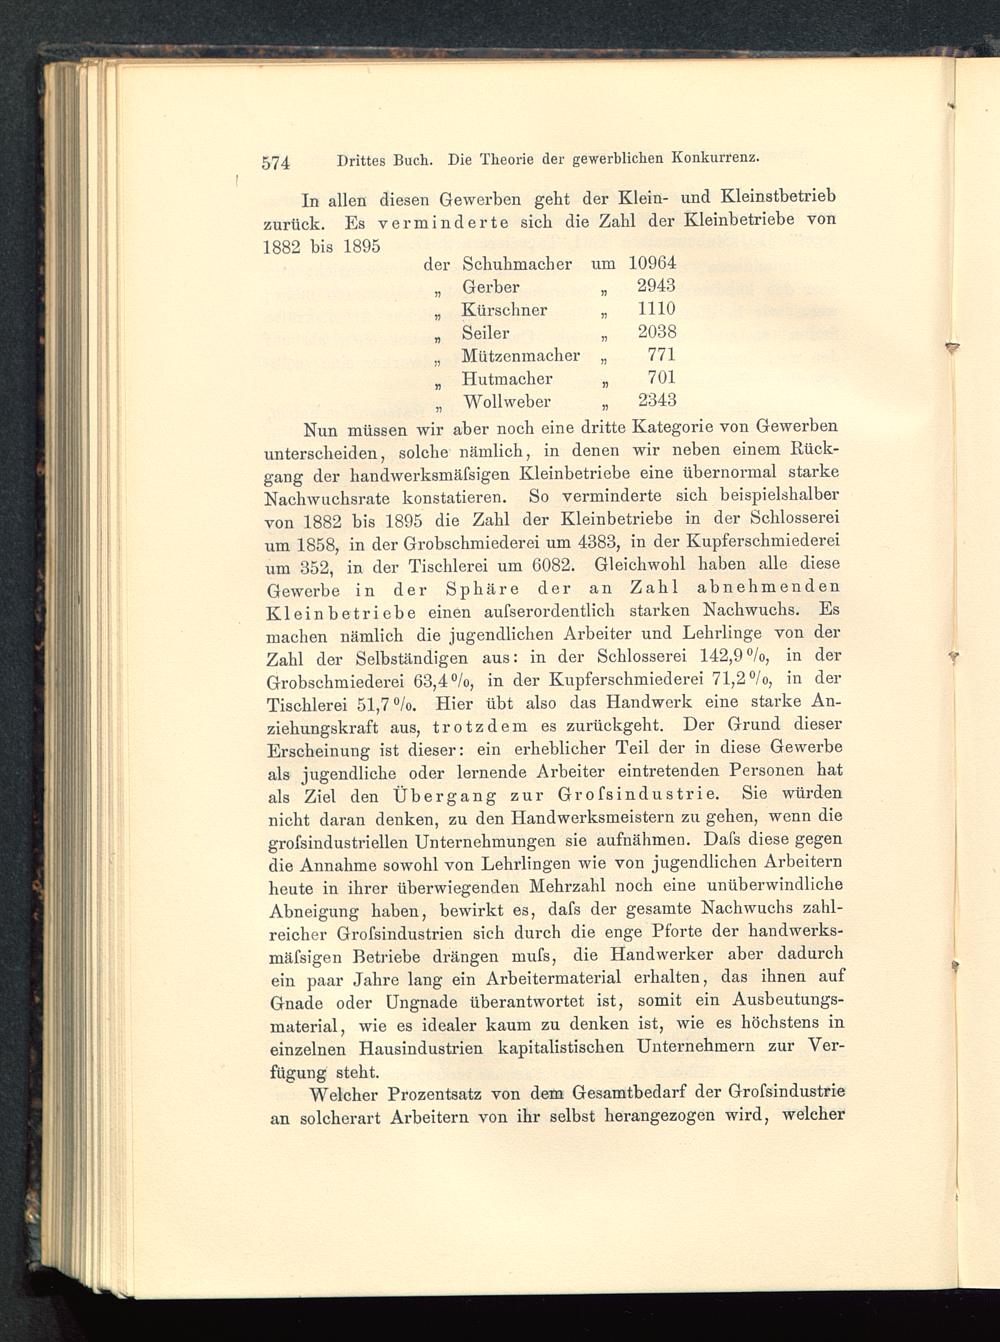 574 Drittes Buch. Die Theorie der gewerblichen Konkurrenz.
In allen diesen Gewerben geht der Klein- und Kleinstbetrieb
zurück. Es verminderte sich die Zahl der Kleinbetriebe von
1882 bis 1895
der Schuhmacher um 10964
„ Gerber „ 2943
„ Kürschner „ 1110
„ Seiler „ 2038
„ Mützenmacher „ 771
„ Hutmacher „ 701
„ Wollweber „ 2343
Nun müssen wir aber noch eine dritte Kategorie von Gewerben
unterscheiden, solche nämlich, in denen wir neben einem Rück-
gang der handwerksmäſsigen Kleinbetriebe eine übernormal starke
Nachwuchsrate konstatieren. So verminderte sich beispielshalber
von 1882 bis 1895 die Zahl der Kleinbetriebe in der Schlosserei
um 1858, in der Grobschmiederei um 4383, in der Kupferschmiederei
um 352, in der Tischlerei um 6082. Gleichwohl haben alle diese
Gewerbe in der Sphäre der an Zahl abnehmenden
Kleinbetriebe einen auſserordentlich starken Nachwuchs. Es
machen nämlich die jugendlichen Arbeiter und Lehrlinge von der
Zahl der Selbständigen aus: in der Schlosserei 142,9 %, in der
Grobschmiederei 63,4 %, in der Kupferschmiederei 71,2 %, in der
Tischlerei 51,7 %. Hier übt also das Handwerk eine starke An-
ziehungskraft aus, trotzdem es zurückgeht. Der Grund dieser
Erscheinung ist dieser: ein erheblicher Teil der in diese Gewerbe
als jugendliche oder lernende Arbeiter eintretenden Personen hat
als Ziel den Übergang zur Groſsindustrie. Sie würden
nicht daran denken, zu den Handwerksmeistern zu gehen, wenn die
groſsindustriellen Unternehmungen sie aufnähmen. Daſs diese gegen
die Annahme sowohl von Lehrlingen wie von jugendlichen Arbeitern
heute in ihrer überwiegenden Mehrzahl noch eine unüberwindliche
Abneigung haben, bewirkt es, daſs der gesamte Nachwuchs zahl-
reicher Groſsindustrien sich durch die enge Pforte der handwerks-
mäſsigen Betriebe drängen muſs, die Handwerker aber dadurch
ein paar Jahre lang ein Arbeitermaterial erhalten, das ihnen auf
Gnade oder Ungnade überantwortet ist, somit ein Ausbeutungs-
material, wie es idealer kaum zu denken ist, wie es höchstens in
einzelnen Hausindustrien kapitalistischen Unternehmern zur Ver-
fügung steht.
Welcher Prozentsatz von dem Gesamtbedarf der Groſsindustrie
an solcherart Arbeitern von ihr selbst herangezogen wird, welcher